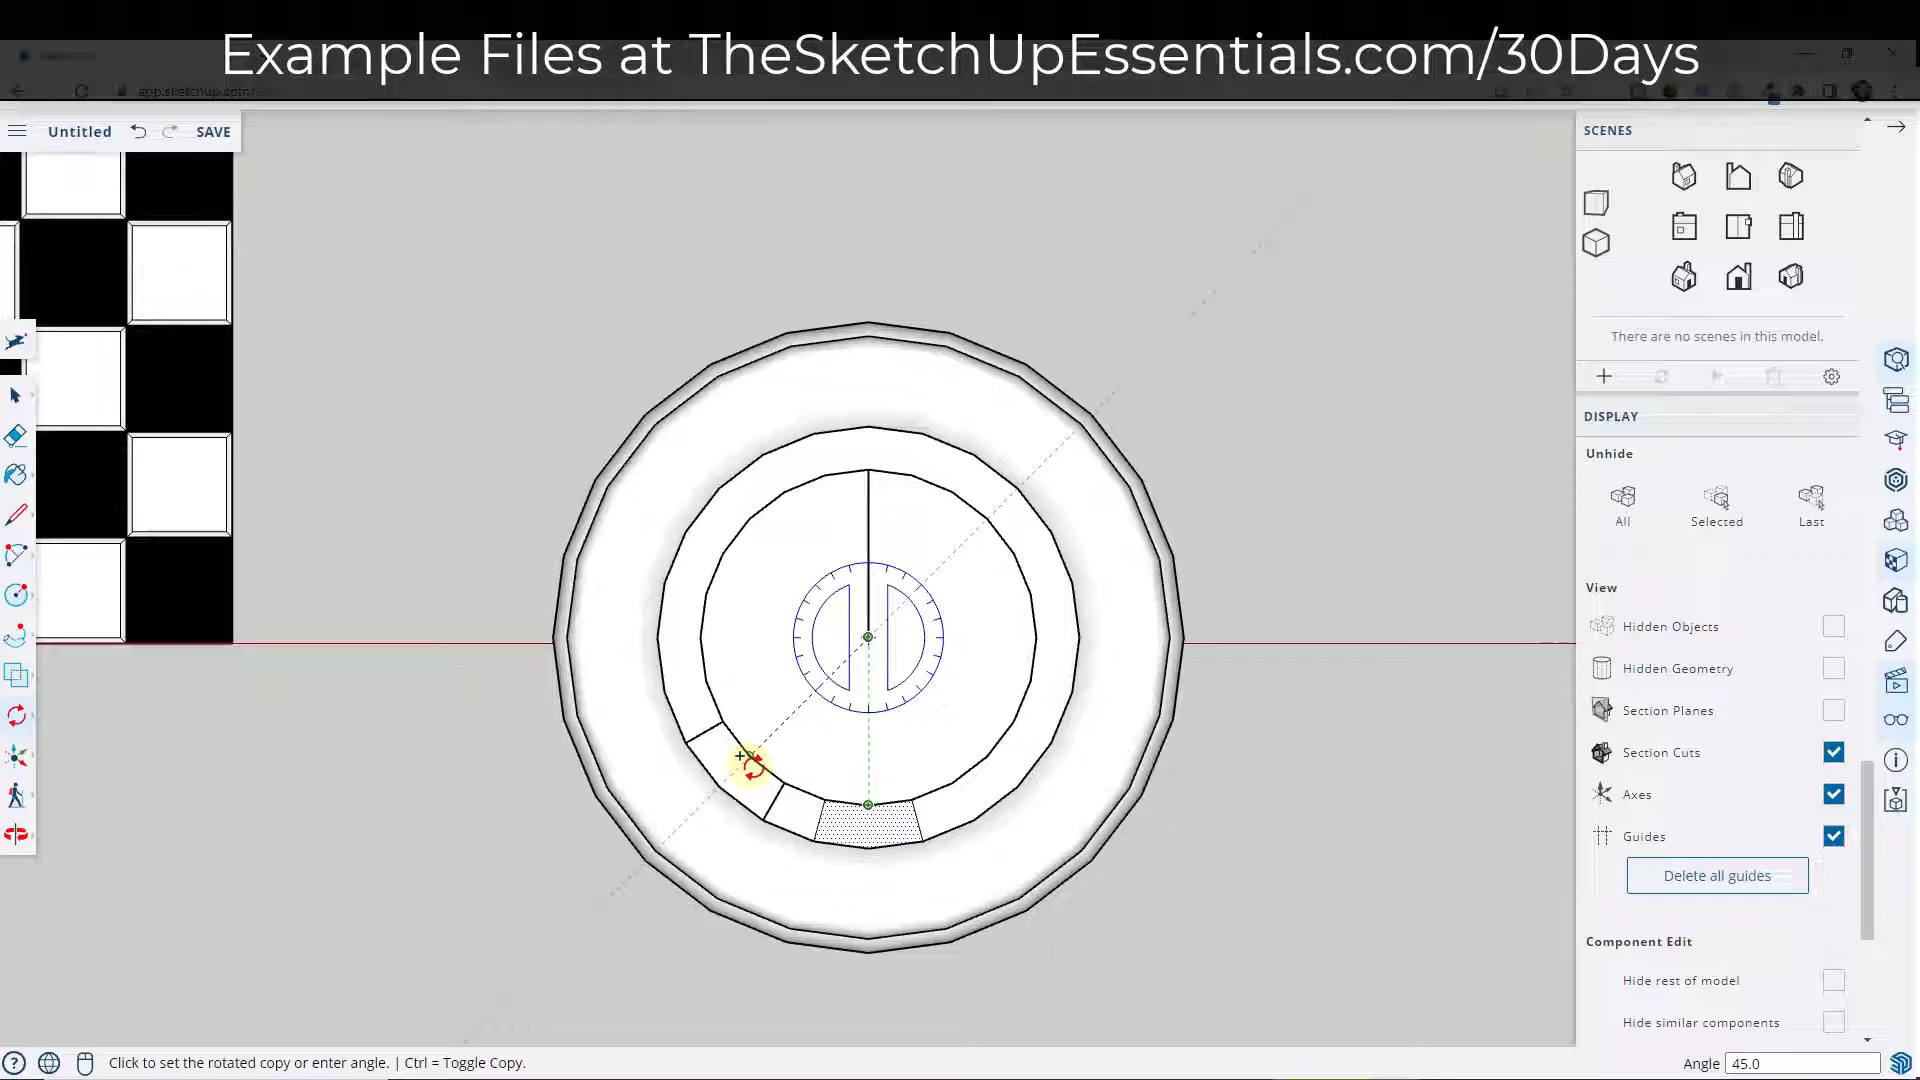 Example Files at TheSketchUpEssentials.com/30Days
app.sketchup.com
Untitled
SAVE
SCENES
There are no scenes in this model.
DISPLAY
Unhide
All
Selected
Last
View
Hidden Objects
Hidden Geometry
Section Planes
Section Cuts
Axes
Guides
Delete all guides
Component Edit
Hide rest of model
Hide similar components
Click to set the rotated copy or enter angle. | Ctrl = Toggle Copy.
Angle 45.0